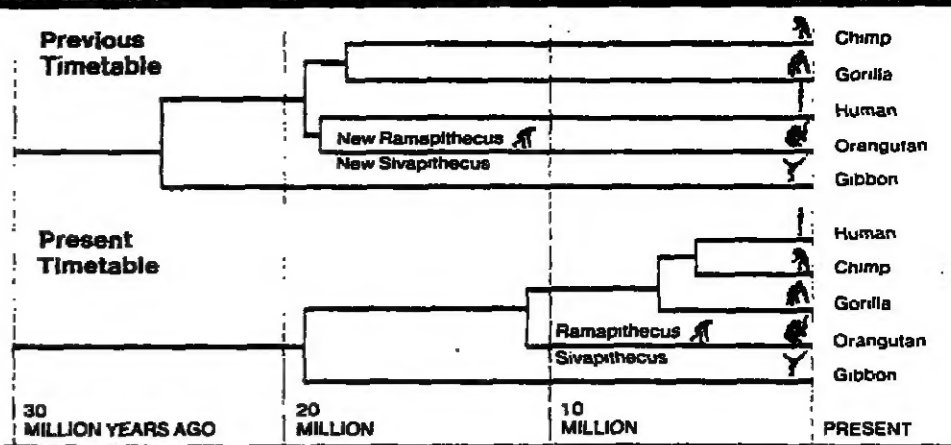 Previous
Timetable
Chimp
Gorilla
Human
New Ramapithecus
Orangutan
New Sivapithecus
Gibbon
Present
Timetable
Human
Chimp
Gorilla
Ramapithecus
Orangutan
Sivapithecus
Gibbon
30
MILLION YEARS AGO
20
MILLION
10
MILLION
PRESENT